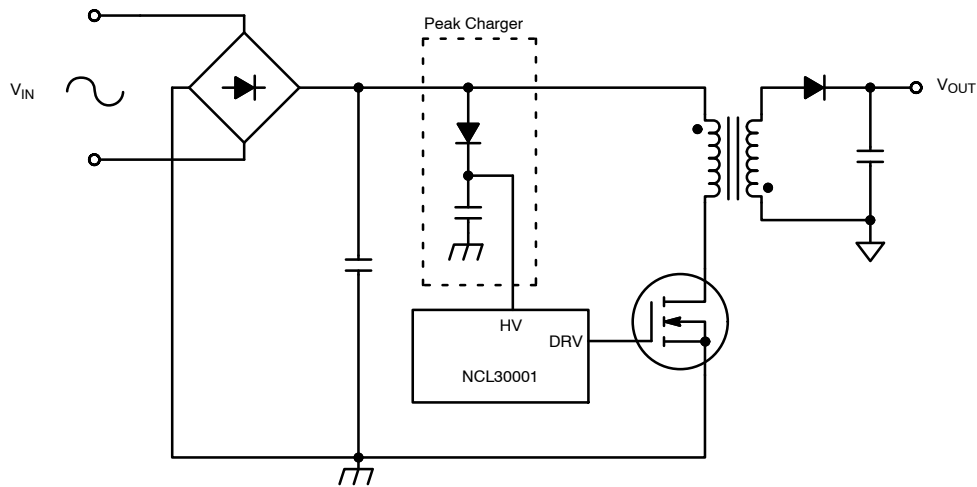 Peak Charger
VIN
VOUT
HV
DRV
NCL30001